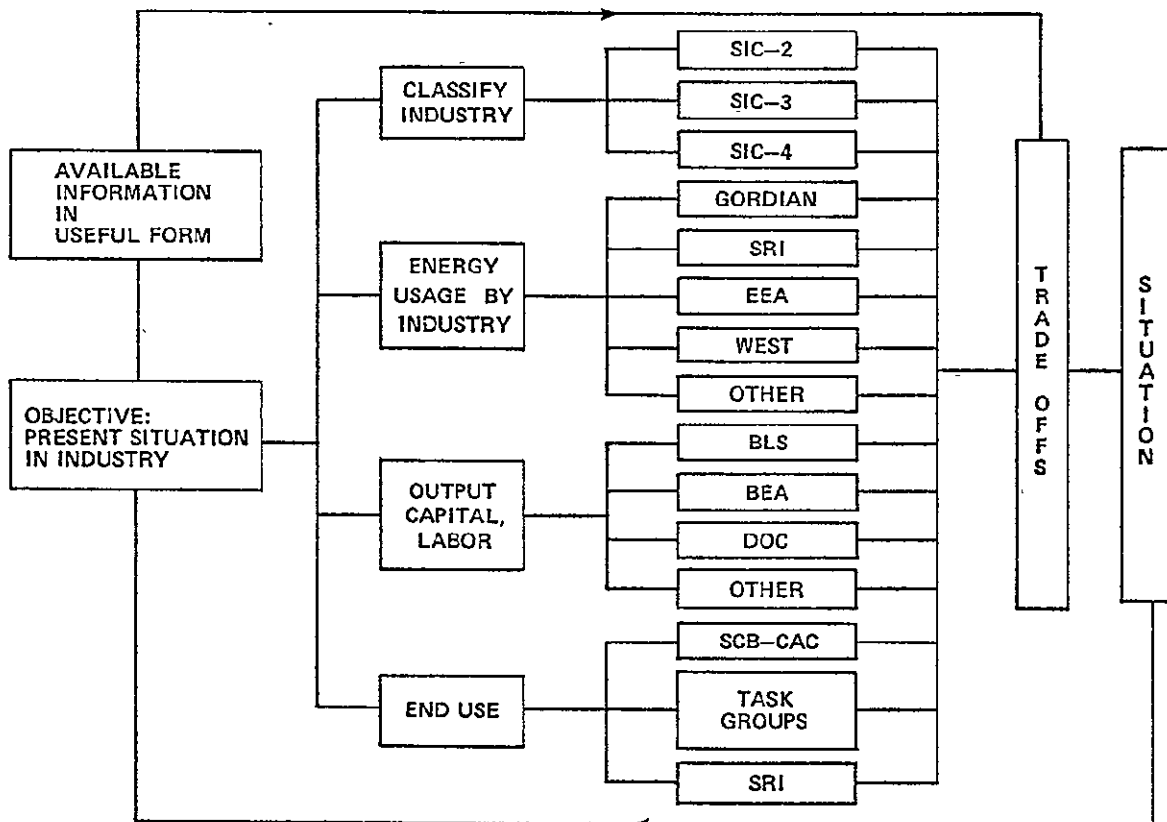 AVAILABLE
INFORMATION
IN
USEFUL FORM
OBJECTIVE:
PRESENT SITUATION
IN INDUSTRY
CLASSIFY
INDUSTRY
ENERGY
USAGE BY
INDUSTRY
OUTPUT
CAPITAL,
LABOR
END USE
SIC—2
SIC—3
SIC—4
GORDIAN
SRI
EEA
WEST
OTHER
BLS
BEA
DOC
OTHER
SCB—CAC
TASK
GROUPS
SRI
TRADE OFFS
SITUATION